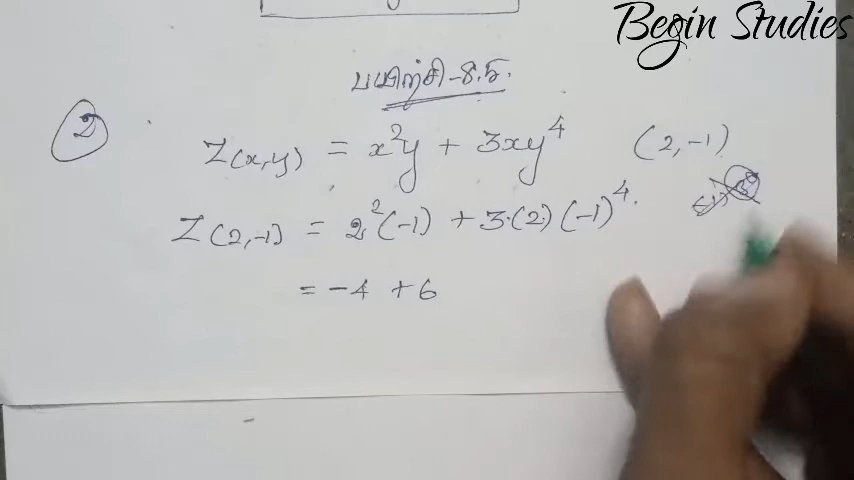 Begin Studies
பயிற்சி-8.5.
2
Z(x,y) = x²y + 3xy⁴ (2,-1)
Z(2,-1) = 2²(-1) + 3·(2)(-1)⁴.
= -4 + 6